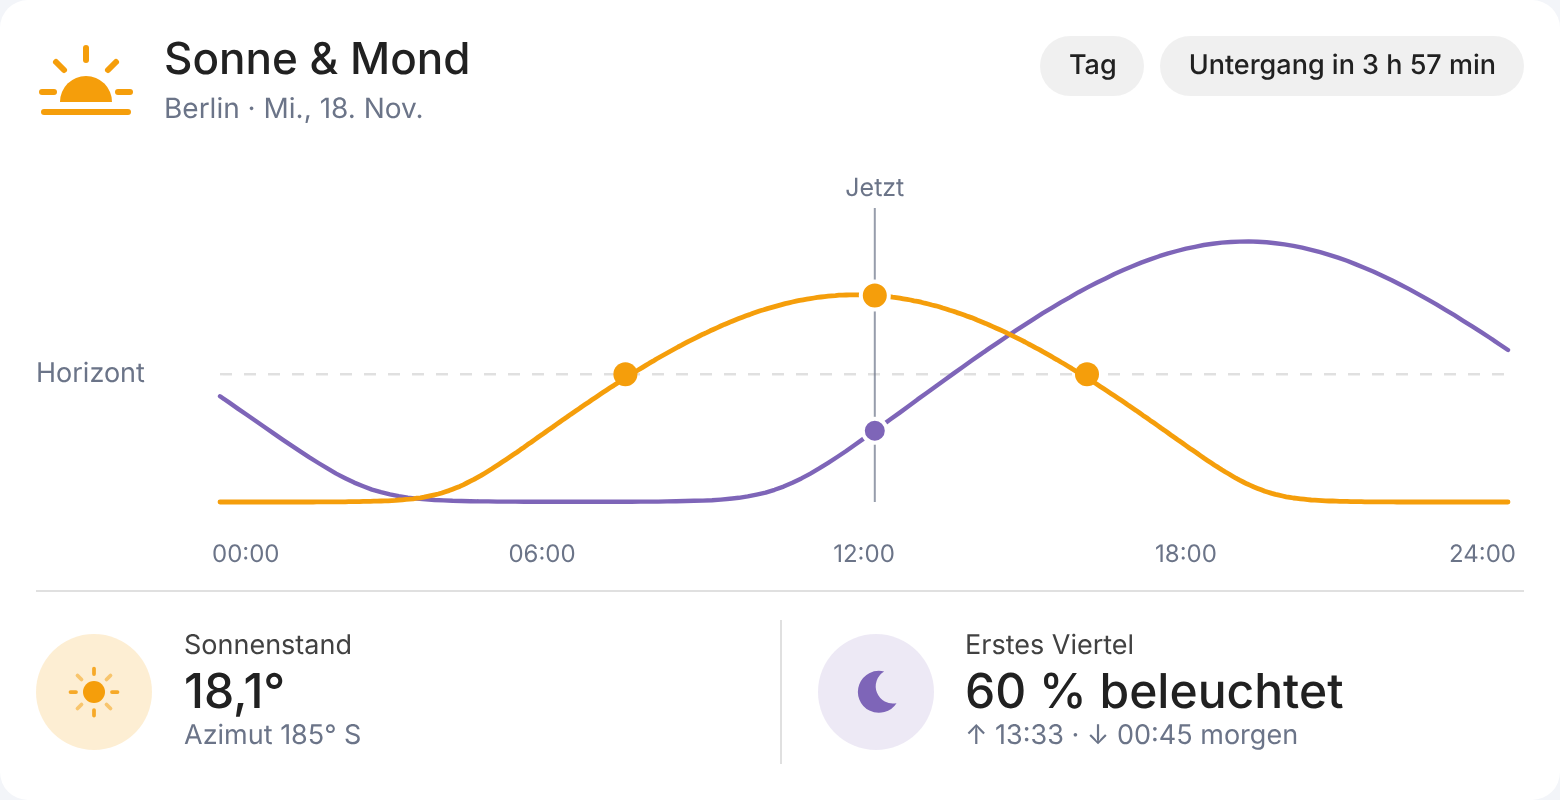 Sonne & Mond
Berlin · Mi., 18. Nov.
Tag
Untergang in 3 h 57 min
Jetzt
Horizont
00:00
06:00
12:00
18:00
24:00
Sonnenstand
18,1°
Azimut 185° S
Erstes Viertel
60 % beleuchtet
↑ 13:33 · ↓ 00:45 morgen